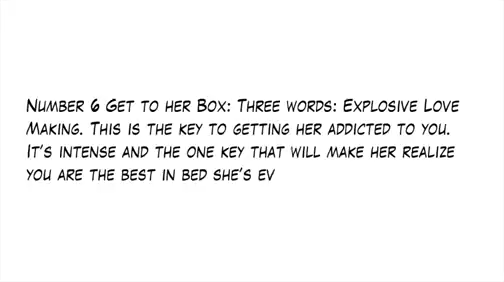 Number 6 Get to her Box: Three words: Explosive Love
Making. This is the key to getting her addicted to you.
It's intense and the one key that will make her realize
you are the best in bed she's ev